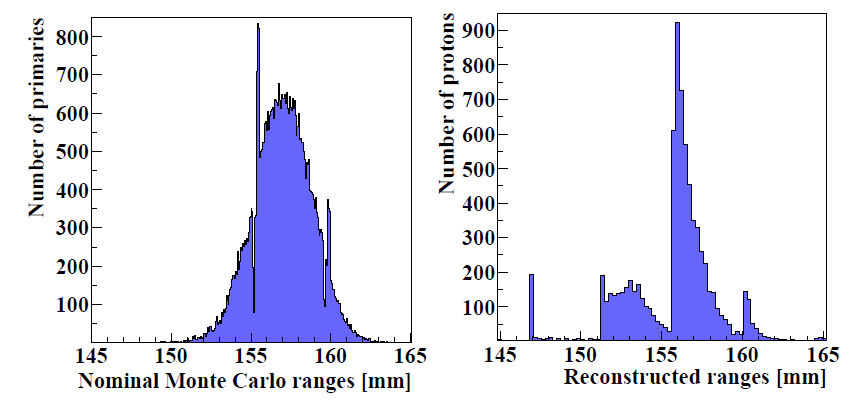 Number of primaries
800
700
600
500
400
300
200
100
145 150 155 160 165
Nominal Monte Carlo ranges [mm]
Number of protons
900
800
700
600
500
400
300
200
100
145 150 155 160 165
Reconstructed ranges [mm]